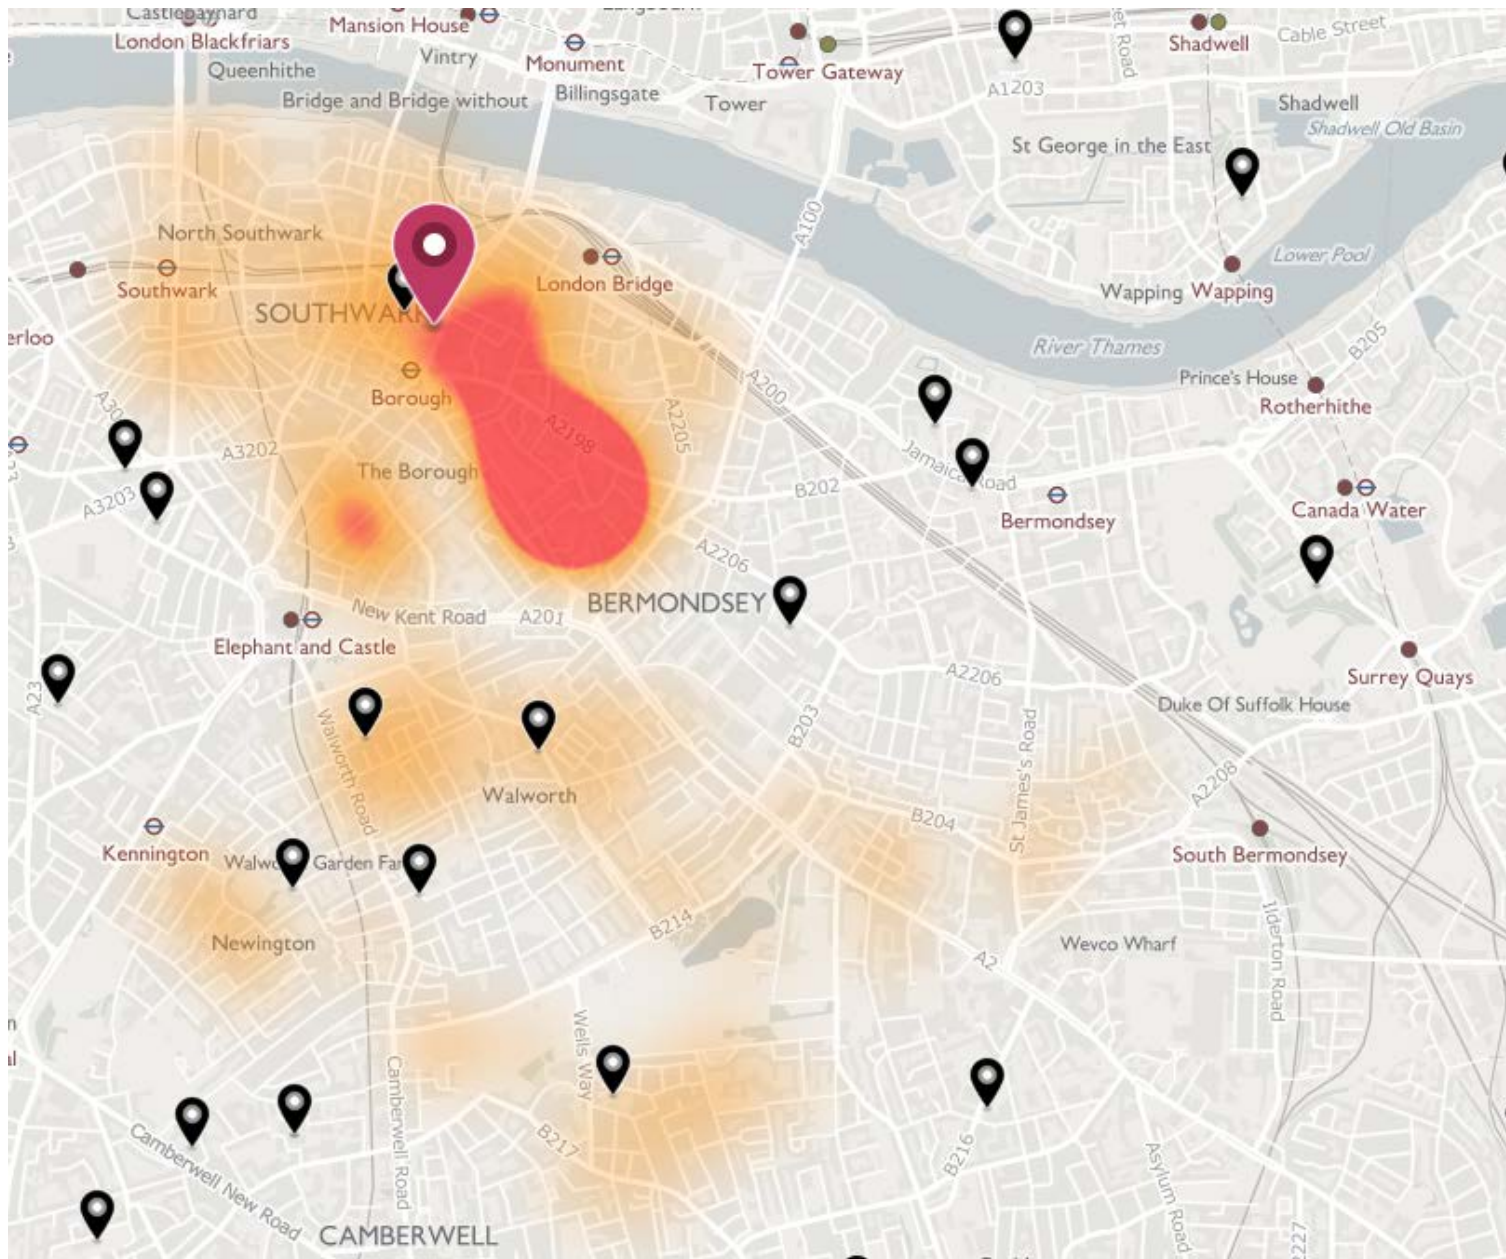 Castlebaynard
Mansion House
London Blackfriars
Vintry
Queenhithe
Monument
Bridge and Bridge without
Billingsgate
Tower Gateway
Tower
Shadwell
Cable Street
A1203
Shadwell
Shadwell Old Basin
St George in the East
A100
North Southwark
Southwark
London Bridge
SOUTHWARK
Lower Pool
Wapping
Wapping
River Thames
B205
erloo
Borough
A200
Prince's House
Rotherhithe
A30
A2205
A2198
A3202
The Borough
Jamaica Road
B202
A3203
Bermondsey
Canada Water
A2206
New Kent Road
A201
BERMONDSEY
Elephant and Castle
A23
A2206
Surrey Quays
Duke Of Suffolk House
B203
Walworth Road
St James's Road
Walworth
A2208
B204
Kennington
Garden
South Bermondsey
B214
Newington
Wevco Wharf
A2
Ilderton Road
Wells Way
Camberwell Road
B217
B216
Camberwell New Road
Asylum Road
CAMBERWELL